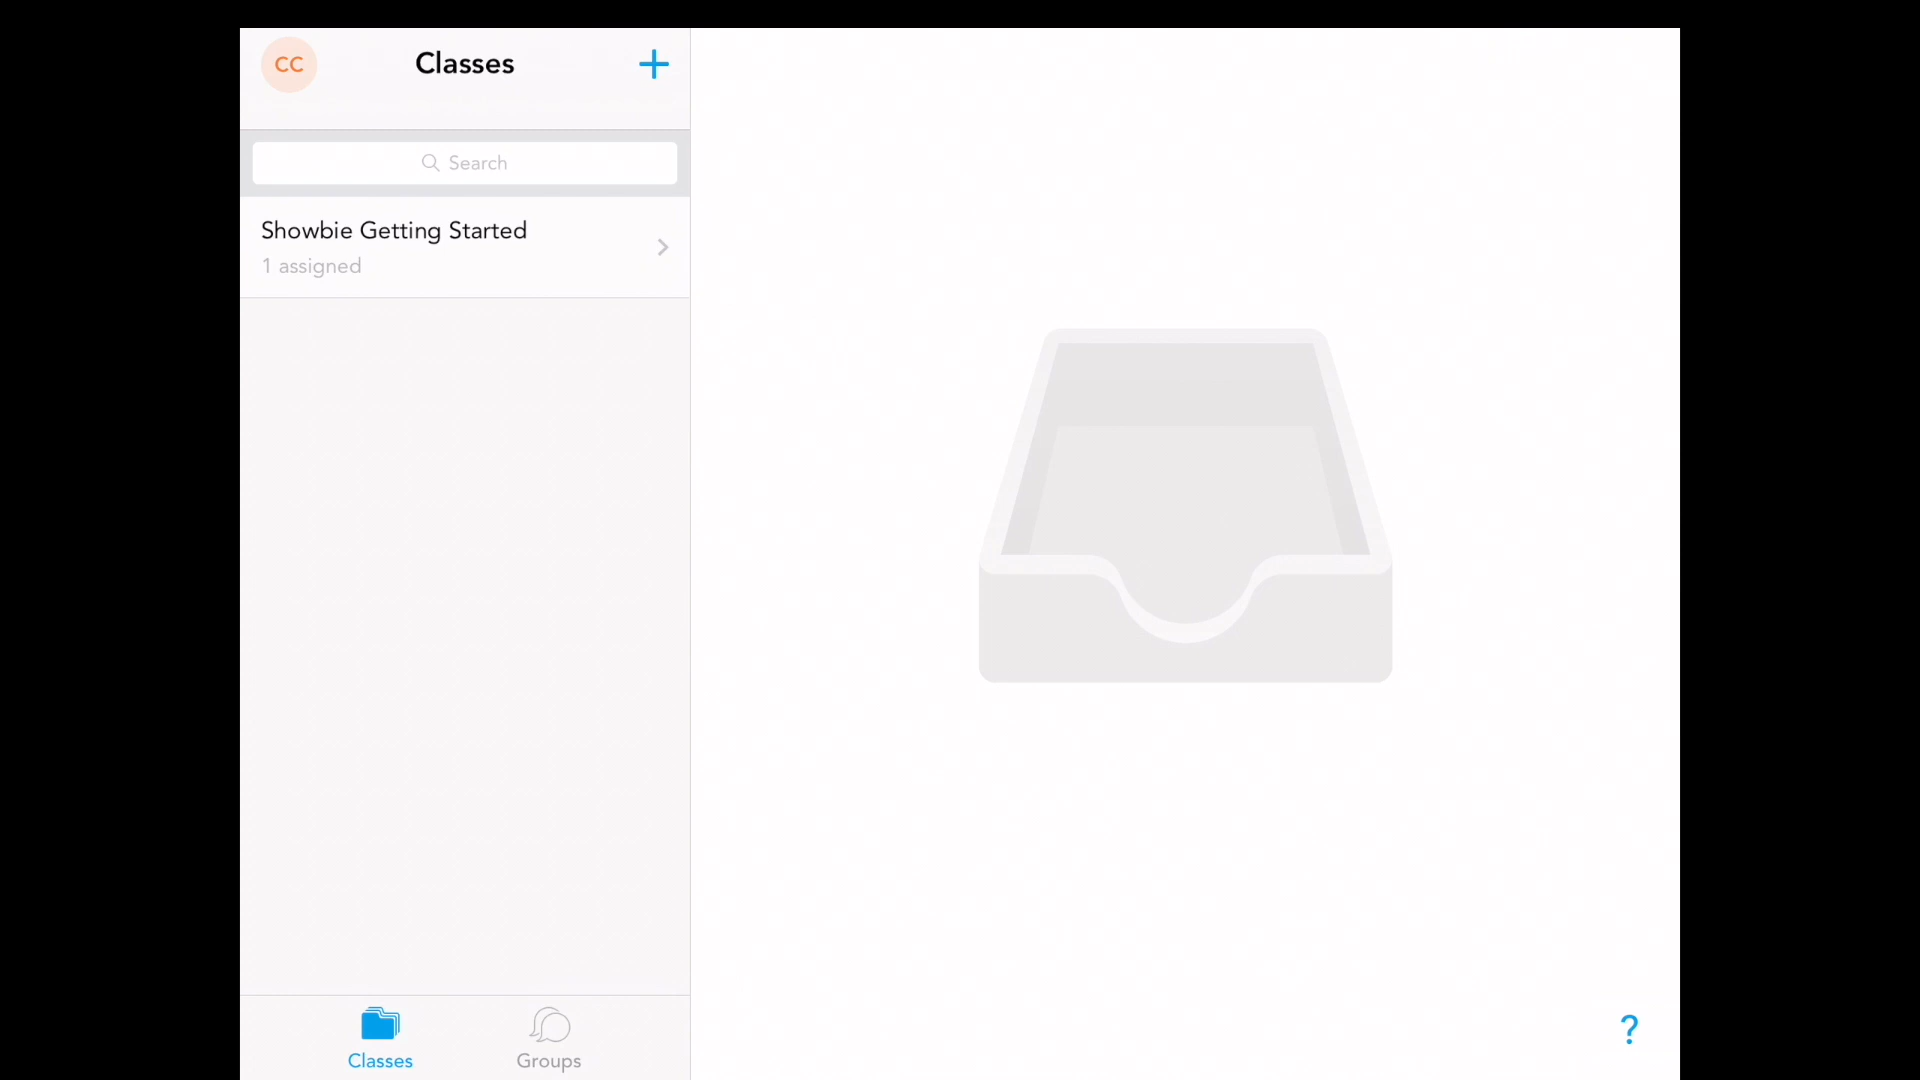 CC
Classes
Search
Showbie Getting Started
1 assigned
Classes
Groups
?